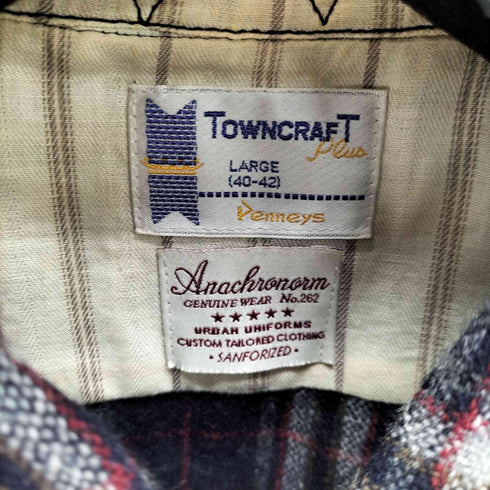 TOWNCRAFT
Plus
LARGE
(40-42)
Penneys
Anachronorm
GENUINE WEAR No.262
★★★★★
URBAN UNIFORMS
CUSTOM TAILORED CLOTHING
• SANFORIZED •